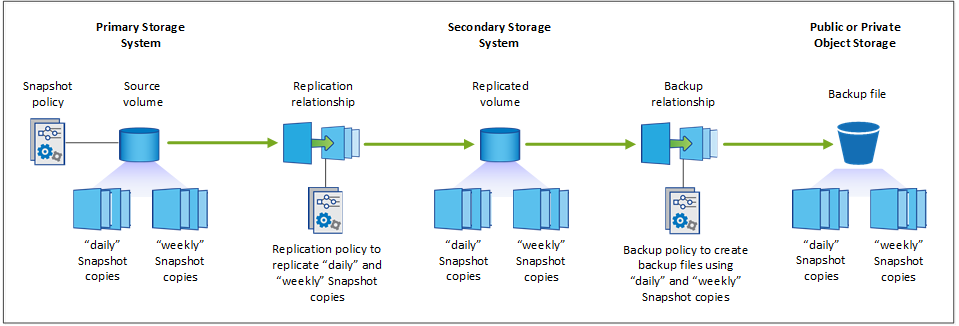 Primary Storage
System
Secondary Storage
System
Public or Private
Object Storage
Snapshot
policy
Source
volume
Replication
relationship
Replicated
volume
Backup
relationship
Backup file
“daily”
Snapshot
copies
“weekly”
Snapshot
copies
Replication policy to
replicate “daily” and
“weekly” Snapshot
copies
“daily”
Snapshot
copies
“weekly”
Snapshot
copies
Backup policy to create
backup files using
“daily” and “weekly”
Snapshot copies
“daily”
Snapshot
copies
“weekly”
Snapshot
copies